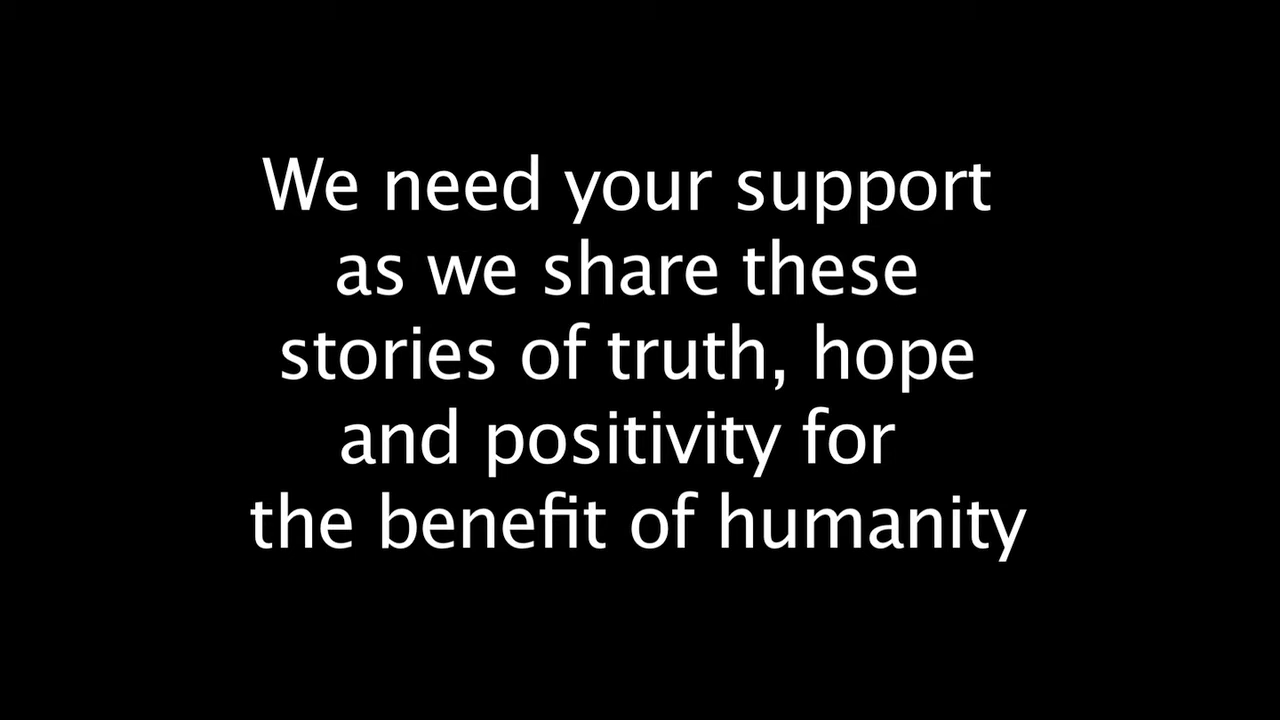 We need your support
as we share these
stories of truth, hope
and positivity for
the benefit of humanity